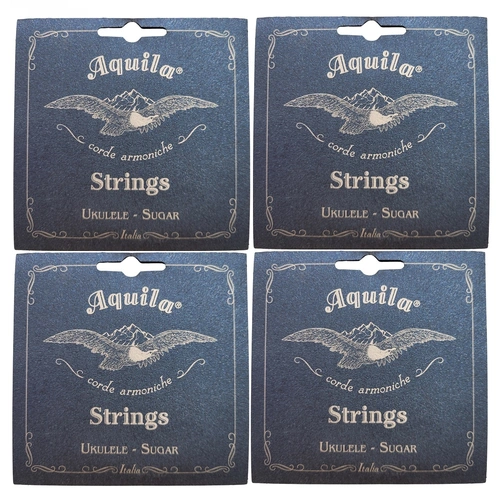 Aquila®
corde armoniche
Strings
UKULELE - SUGAR
Italia
Aquila®
corde armoniche
Strings
UKULELE - SUGAR
Italia
Aquila®
corde armoniche
Strings
UKULELE - SUGAR
Italia
Aquila®
corde armoniche
Strings
UKULELE - SUGAR
Italia